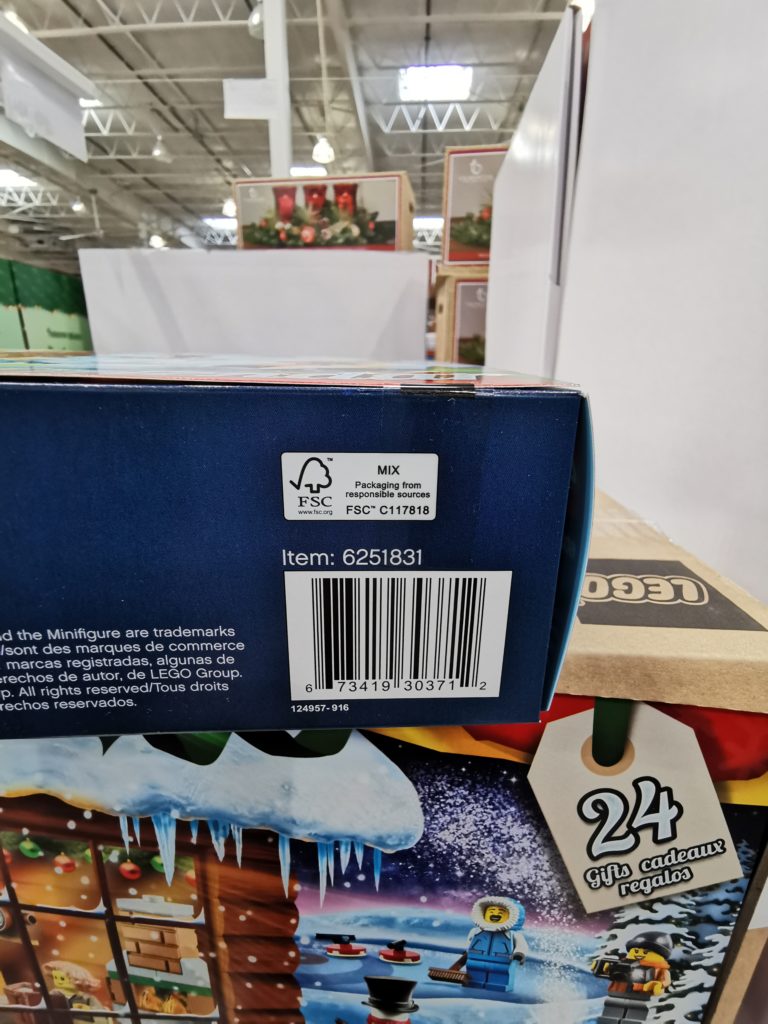 MIX
Packaging from
responsible sources
FSC™ C117818
FSC™
www.fsc.org
Item: 6251831
6 73419 30371 2
124957-916
d the Minifigure are trademarks
/sont des marques de commerce
marcas registradas, algunas de
erechos de autor, de LEGO Group.
p. All rights reserved/Tous droits
rechos reservados.
LEGO
24
Gifts cadeaux
regalos